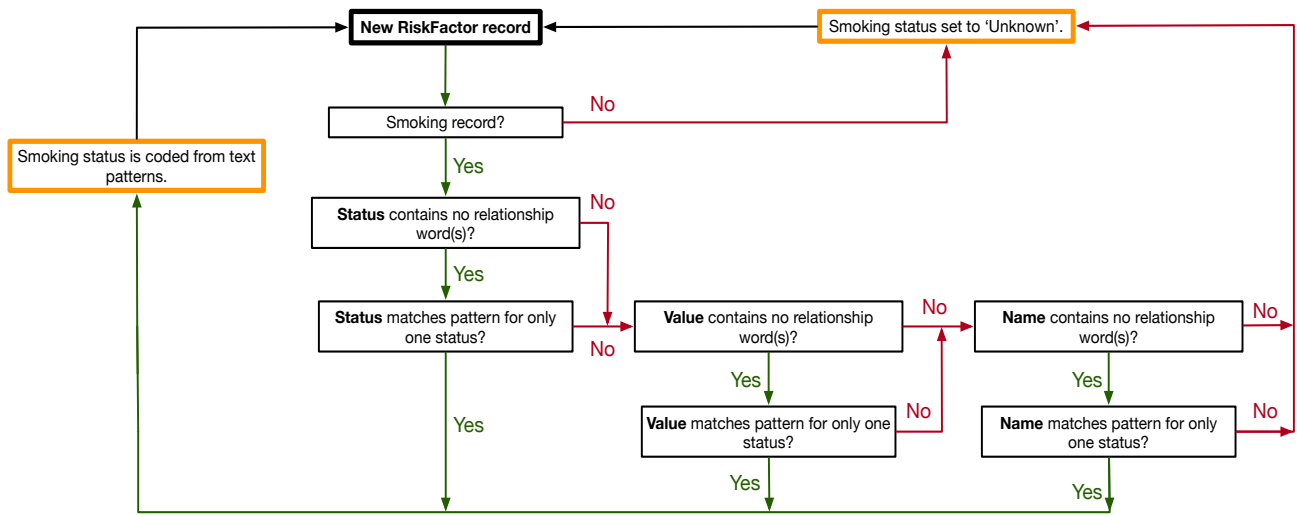 New RiskFactor record
Smoking status set to ‘Unknown’.
No
Smoking record?
Smoking status is coded from text
patterns.
Yes
No
Status contains no relationship
word(s)?
Yes
Status matches pattern for only
one status?
No
Value contains no relationship
word(s)?
No
Name contains no relationship
word(s)?
No
Yes
Yes
Yes
Value matches pattern for only one
status?
No
Name matches pattern for only
one status?
No
Yes
Yes